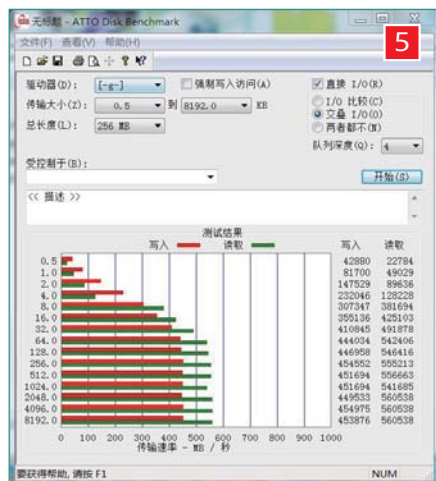 无标题 - ATTO Disk Benchmark
5
文件(F) 查看(V) 帮助(H)
驱动器(D): [-g-] 强制写入访问(A) 直接 I/O(R)
传输大小(Z): 0.5 到 8192.0 KB I/O 比较(C)
交叠 I/O(O)
总长度(L): 256 MB 两者都不(N)
队列深度(Q): 4
受控制于(B):
开始(S)
<< 描述 >>
测试结果
写入 读取 写入 读取
0.5 42880 22784
1.0 81700 49029
2.0 147529 89636
4.0 232046 128228
8.0 307347 381694
16.0 355136 425103
32.0 410845 491878
64.0 444034 542406
128.0 446958 546416
256.0 454552 555213
512.0 451694 556663
1024.0 451694 541685
2048.0 449533 560538
4096.0 454975 560538
8192.0 453876 560538
0 100 200 300 400 500 600 700 800 900 1000
传输速率 - MB / 秒
要获得帮助, 请按 F1 NUM